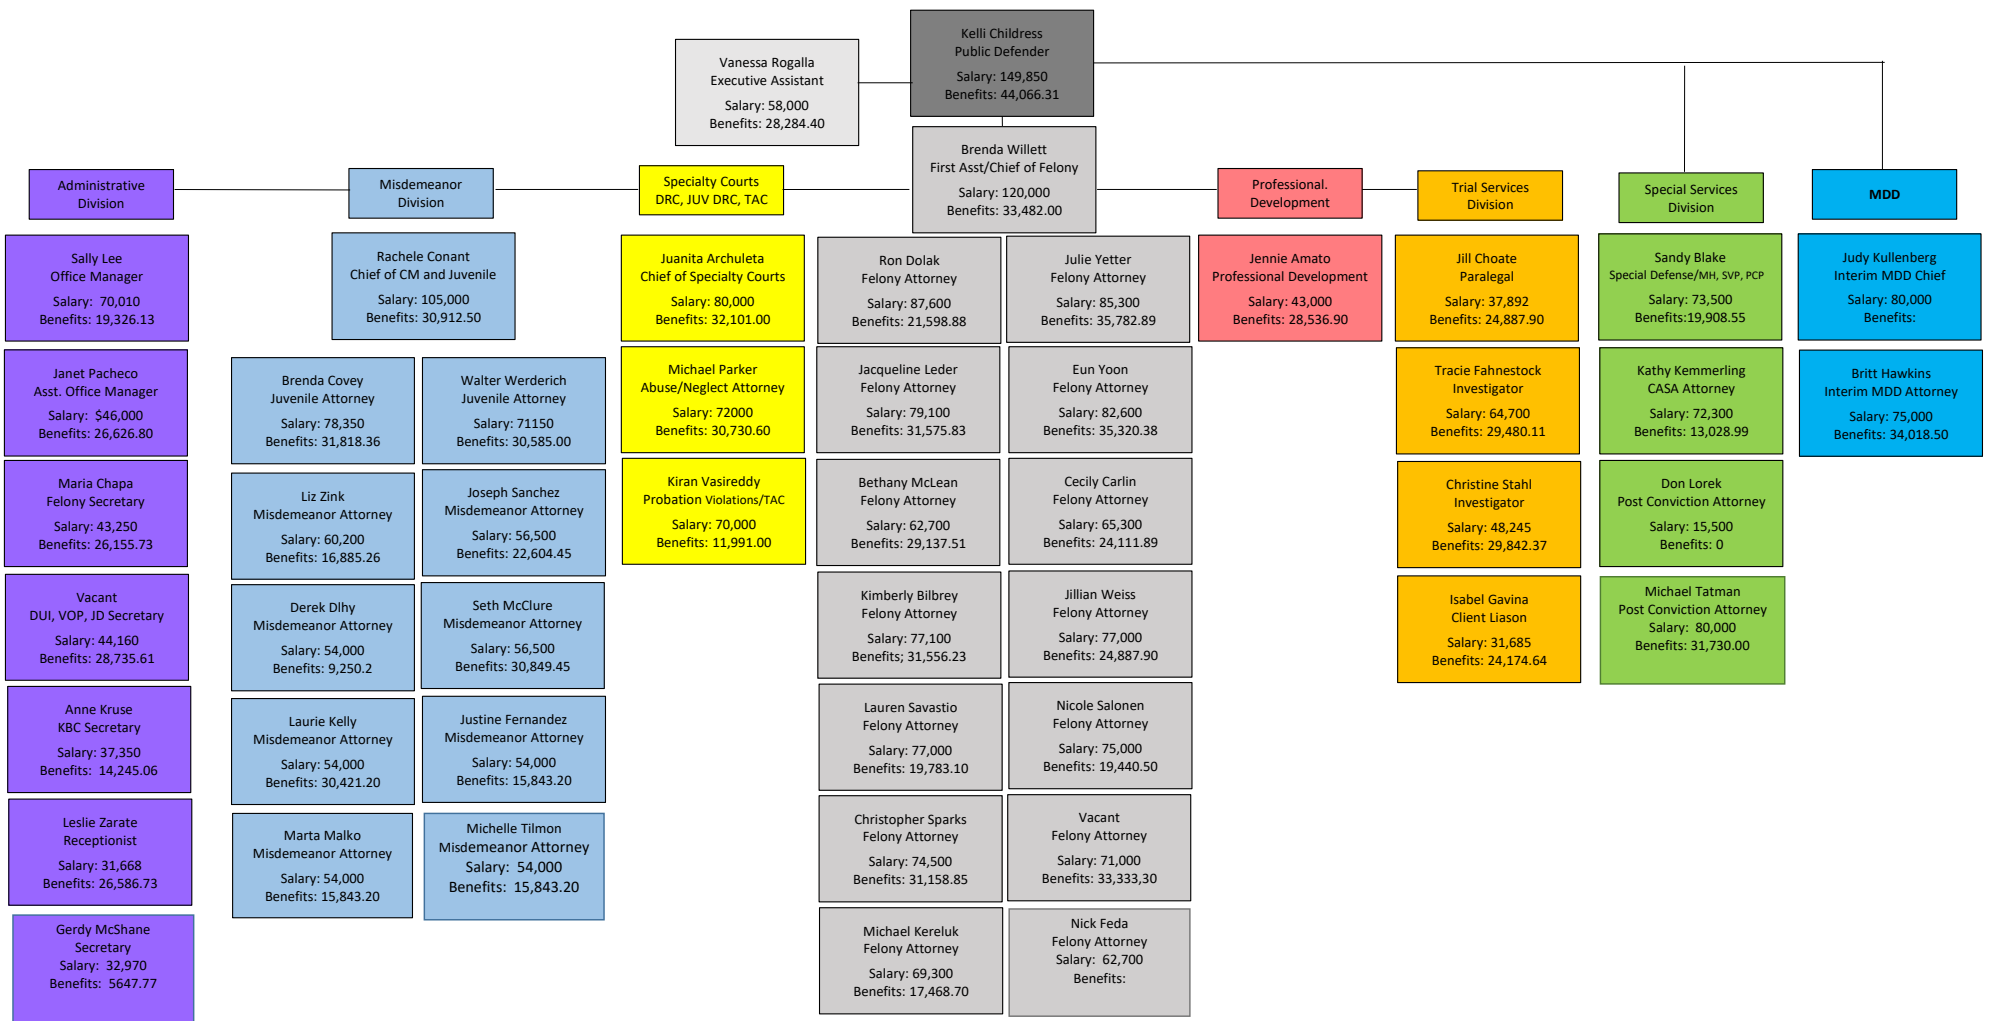 Kelli Childress
Public Defender
Salary: 149,850
Benefits: 44,066.31
Vanessa Rogalla
Executive Assistant
Salary: 58,000
Benefits: 28,284.40
Brenda Willett
First Asst/Chief of Felony
Salary: 120,000
Benefits: 33,482.00
Administrative
Division
Misdemeanor
Division
Specialty Courts
DRC, JUV DRC, TAC
Professional.
Development
Trial Services
Division
Special Services
Division
MDD
Sally Lee
Office Manager
Salary: 70,010
Benefits: 19,326.13
Janet Pacheco
Asst. Office Manager
Salary: $46,000
Benefits: 26,626.80
Maria Chapa
Felony Secretary
Salary: 43,250
Benefits: 26,155.73
Vacant
DUI, VOP, JD Secretary
Salary: 44,160
Benefits: 28,735.61
Anne Kruse
KBC Secretary
Salary: 37,350
Benefits: 14,245.06
Leslie Zarate
Receptionist
Salary: 31,668
Benefits: 26,586.73
Gerdy McShane
Secretary
Salary: 32,970
Benefits: 5647.77
Rachele Conant
Chief of CM and Juvenile
Salary: 105,000
Benefits: 30,912.50
Brenda Covey
Juvenile Attorney
Salary: 78,350
Benefits: 31,818.36
Walter Werderich
Juvenile Attorney
Salary: 71150
Benefits: 30,585.00
Liz Zink
Misdemeanor Attorney
Salary: 60,200
Benefits: 16,885.26
Joseph Sanchez
Misdemeanor Attorney
Salary: 56,500
Benefits: 22,604.45
Derek Dlhy
Misdemeanor Attorney
Salary: 54,000
Benefits: 9,250.2
Seth McClure
Misdemeanor Attorney
Salary: 56,500
Benefits: 30,849.45
Laurie Kelly
Misdemeanor Attorney
Salary: 54,000
Benefits: 30,421.20
Justine Fernandez
Misdemeanor Attorney
Salary: 54,000
Benefits: 15,843.20
Marta Malko
Misdemeanor Attorney
Salary: 54,000
Benefits: 15,843.20
Michelle Tilmon
Misdemeanor Attorney
Salary: 54,000
Benefits: 15,843.20
Juanita Archuleta
Chief of Specialty Courts
Salary: 80,000
Benefits: 32,101.00
Michael Parker
Abuse/Neglect Attorney
Salary: 72000
Benefits: 30,730.60
Kiran Vasireddy
Probation Violations/TAC
Salary: 70,000
Benefits: 11,991.00
Ron Dolak
Felony Attorney
Salary: 87,600
Benefits: 21,598.88
Julie Yetter
Felony Attorney
Salary: 85,300
Benefits: 35,782.89
Jacqueline Leder
Felony Attorney
Salary: 79,100
Benefits: 31,575.83
Eun Yoon
Felony Attorney
Salary: 82,600
Benefits: 35,320.38
Bethany McLean
Felony Attorney
Salary: 62,700
Benefits: 29,137.51
Cecily Carlin
Felony Attorney
Salary: 65,300
Benefits: 24,111.89
Kimberly Bilbrey
Felony Attorney
Salary: 77,100
Benefits; 31,556.23
Jillian Weiss
Felony Attorney
Salary: 77,000
Benefits: 24,887.90
Lauren Savastio
Felony Attorney
Salary: 77,000
Benefits: 19,783.10
Nicole Salonen
Felony Attorney
Salary: 75,000
Benefits: 19,440.50
Christopher Sparks
Felony Attorney
Salary: 74,500
Benefits: 31,158.85
Vacant
Felony Attorney
Salary: 71,000
Benefits: 33,333,30
Michael Kereluk
Felony Attorney
Salary: 69,300
Benefits: 17,468.70
Nick Feda
Felony Attorney
Salary: 62,700
Benefits:
Jennie Amato
Professional Development
Salary: 43,000
Benefits: 28,536.90
Jill Choate
Paralegal
Salary: 37,892
Benefits: 24,887.90
Tracie Fahnestock
Investigator
Salary: 64,700
Benefits: 29,480.11
Christine Stahl
Investigator
Salary: 48,245
Benefits: 29,842.37
Isabel Gavina
Client Liason
Salary: 31,685
Benefits: 24,174.64
Sandy Blake
Special Defense/MH, SVP, PCP
Salary: 73,500
Benefits:19,908.55
Kathy Kemmerling
CASA Attorney
Salary: 72,300
Benefits: 13,028.99
Don Lorek
Post Conviction Attorney
Salary: 15,500
Benefits: 0
Michael Tatman
Post Conviction Attorney
Salary: 80,000
Benefits: 31,730.00
Judy Kullenberg
Interim MDD Chief
Salary: 80,000
Benefits:
Britt Hawkins
Interim MDD Attorney
Salary: 75,000
Benefits: 34,018.50